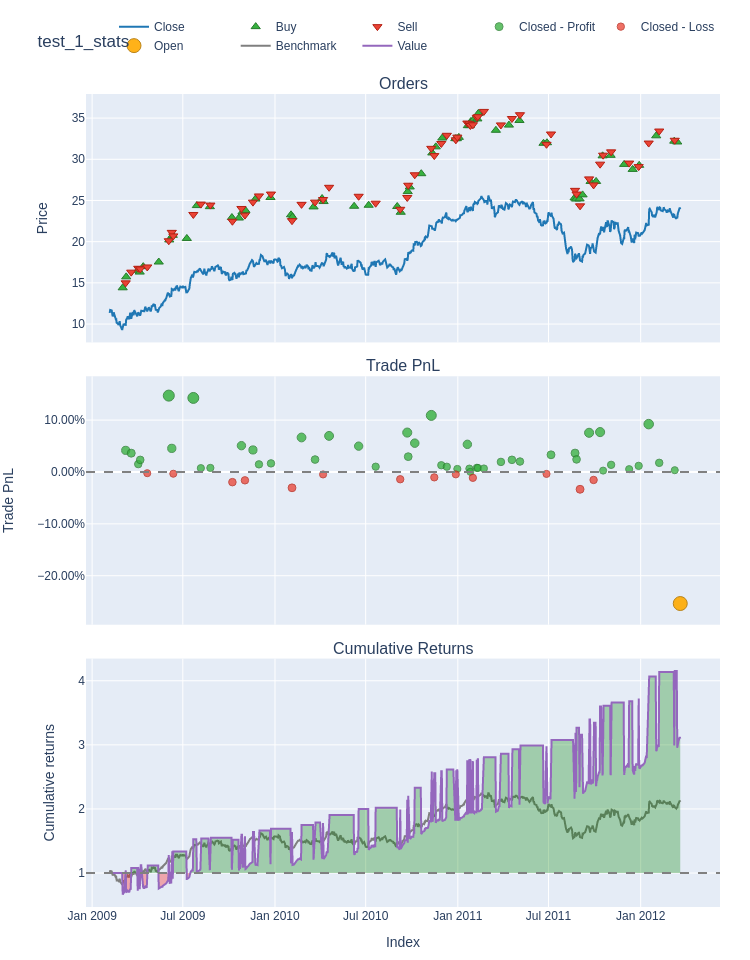 test_1_stats
Close
Buy
Sell
Closed - Profit
Closed - Loss
Open
Benchmark
Value
Orders
35
30
25
20
15
10
Price
Trade PnL
10.00%
0.00%
−10.00%
−20.00%
Trade PnL
Cumulative Returns
4
3
2
1
Cumulative returns
Jan 2009
Jul 2009
Jan 2010
Jul 2010
Jan 2011
Jul 2011
Jan 2012
Index